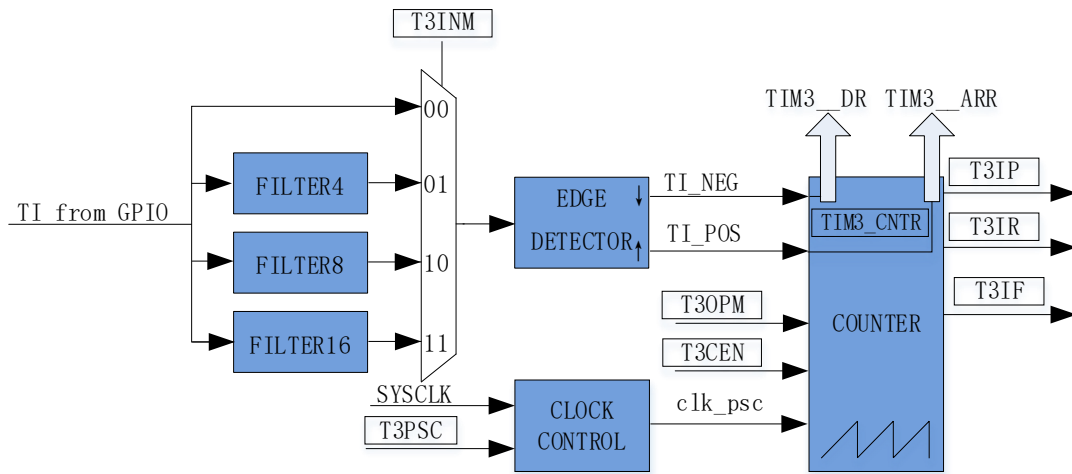 T3INM
TIM3__DR
TIM3__ARR
00
FILTER4
01
TI from GPIO
FILTER8
10
FILTER16
11
EDGE
DETECTOR
TI_NEG
TI_POS
TIM3_CNTR
T3IP
T3IR
T3IF
T3OPM
T3CEN
COUNTER
SYSCLK
T3PSC
CLOCK
CONTROL
clk_psc